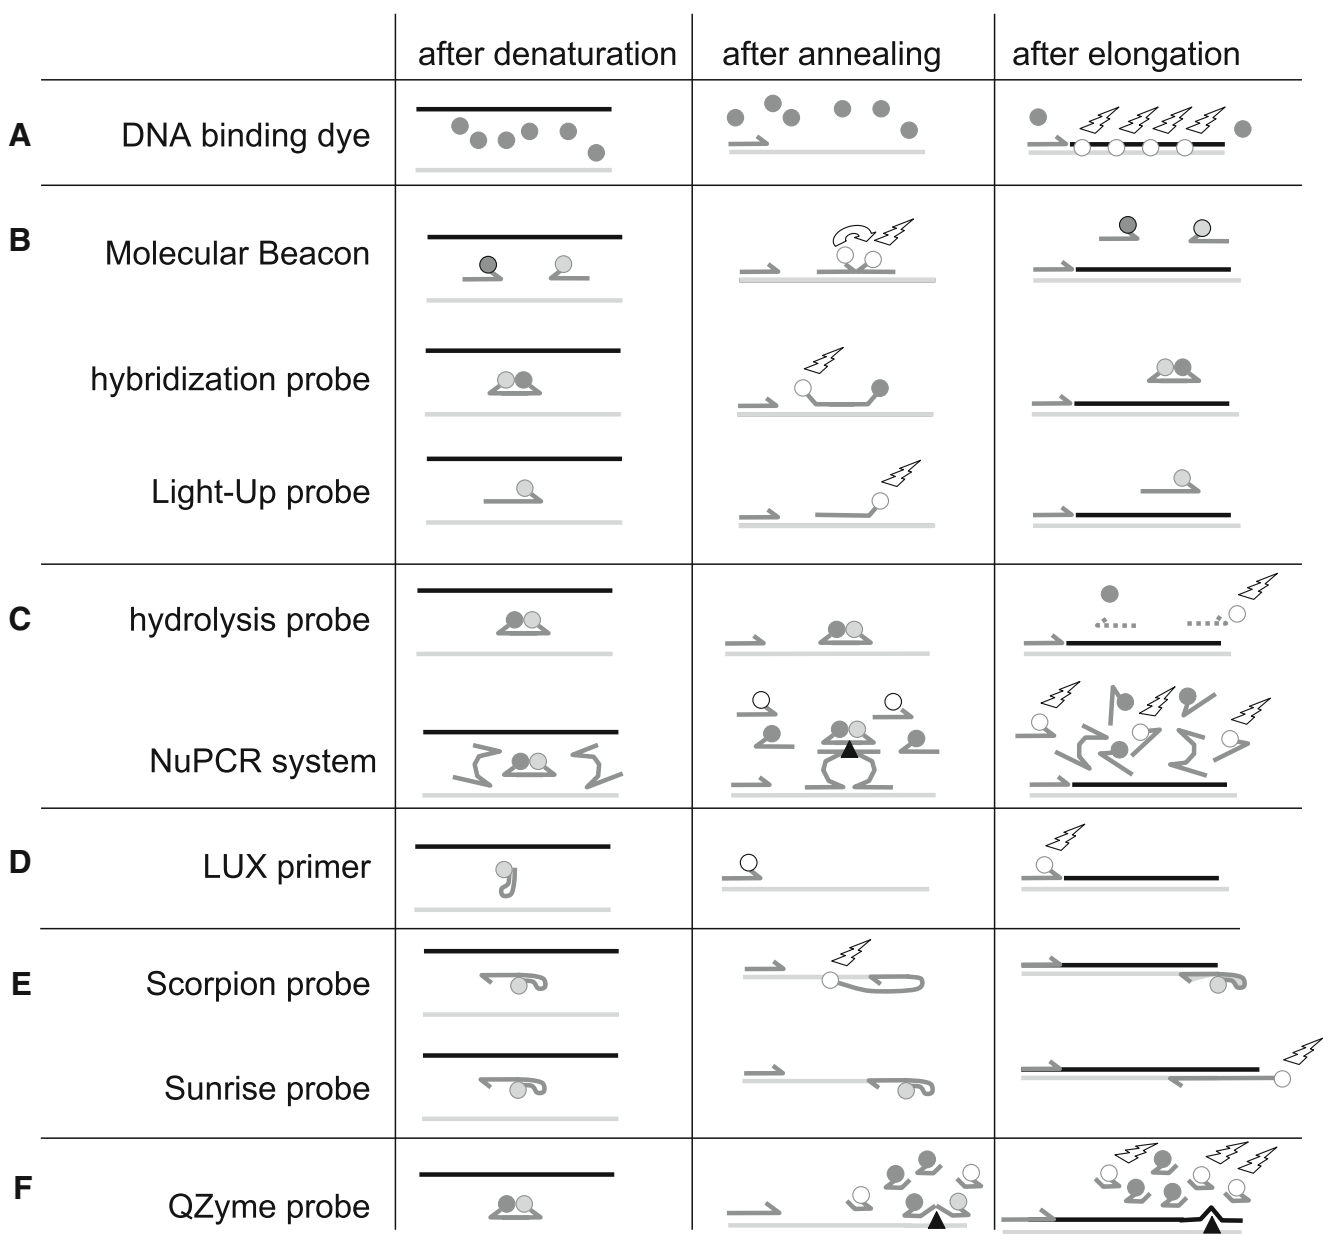 after denaturation after annealing after elongation
A DNA binding dye
B Molecular Beacon
hybridization probe
Light-Up probe
C hydrolysis probe
NuPCR system
D LUX primer
E Scorpion probe
Sunrise probe
F QZyme probe